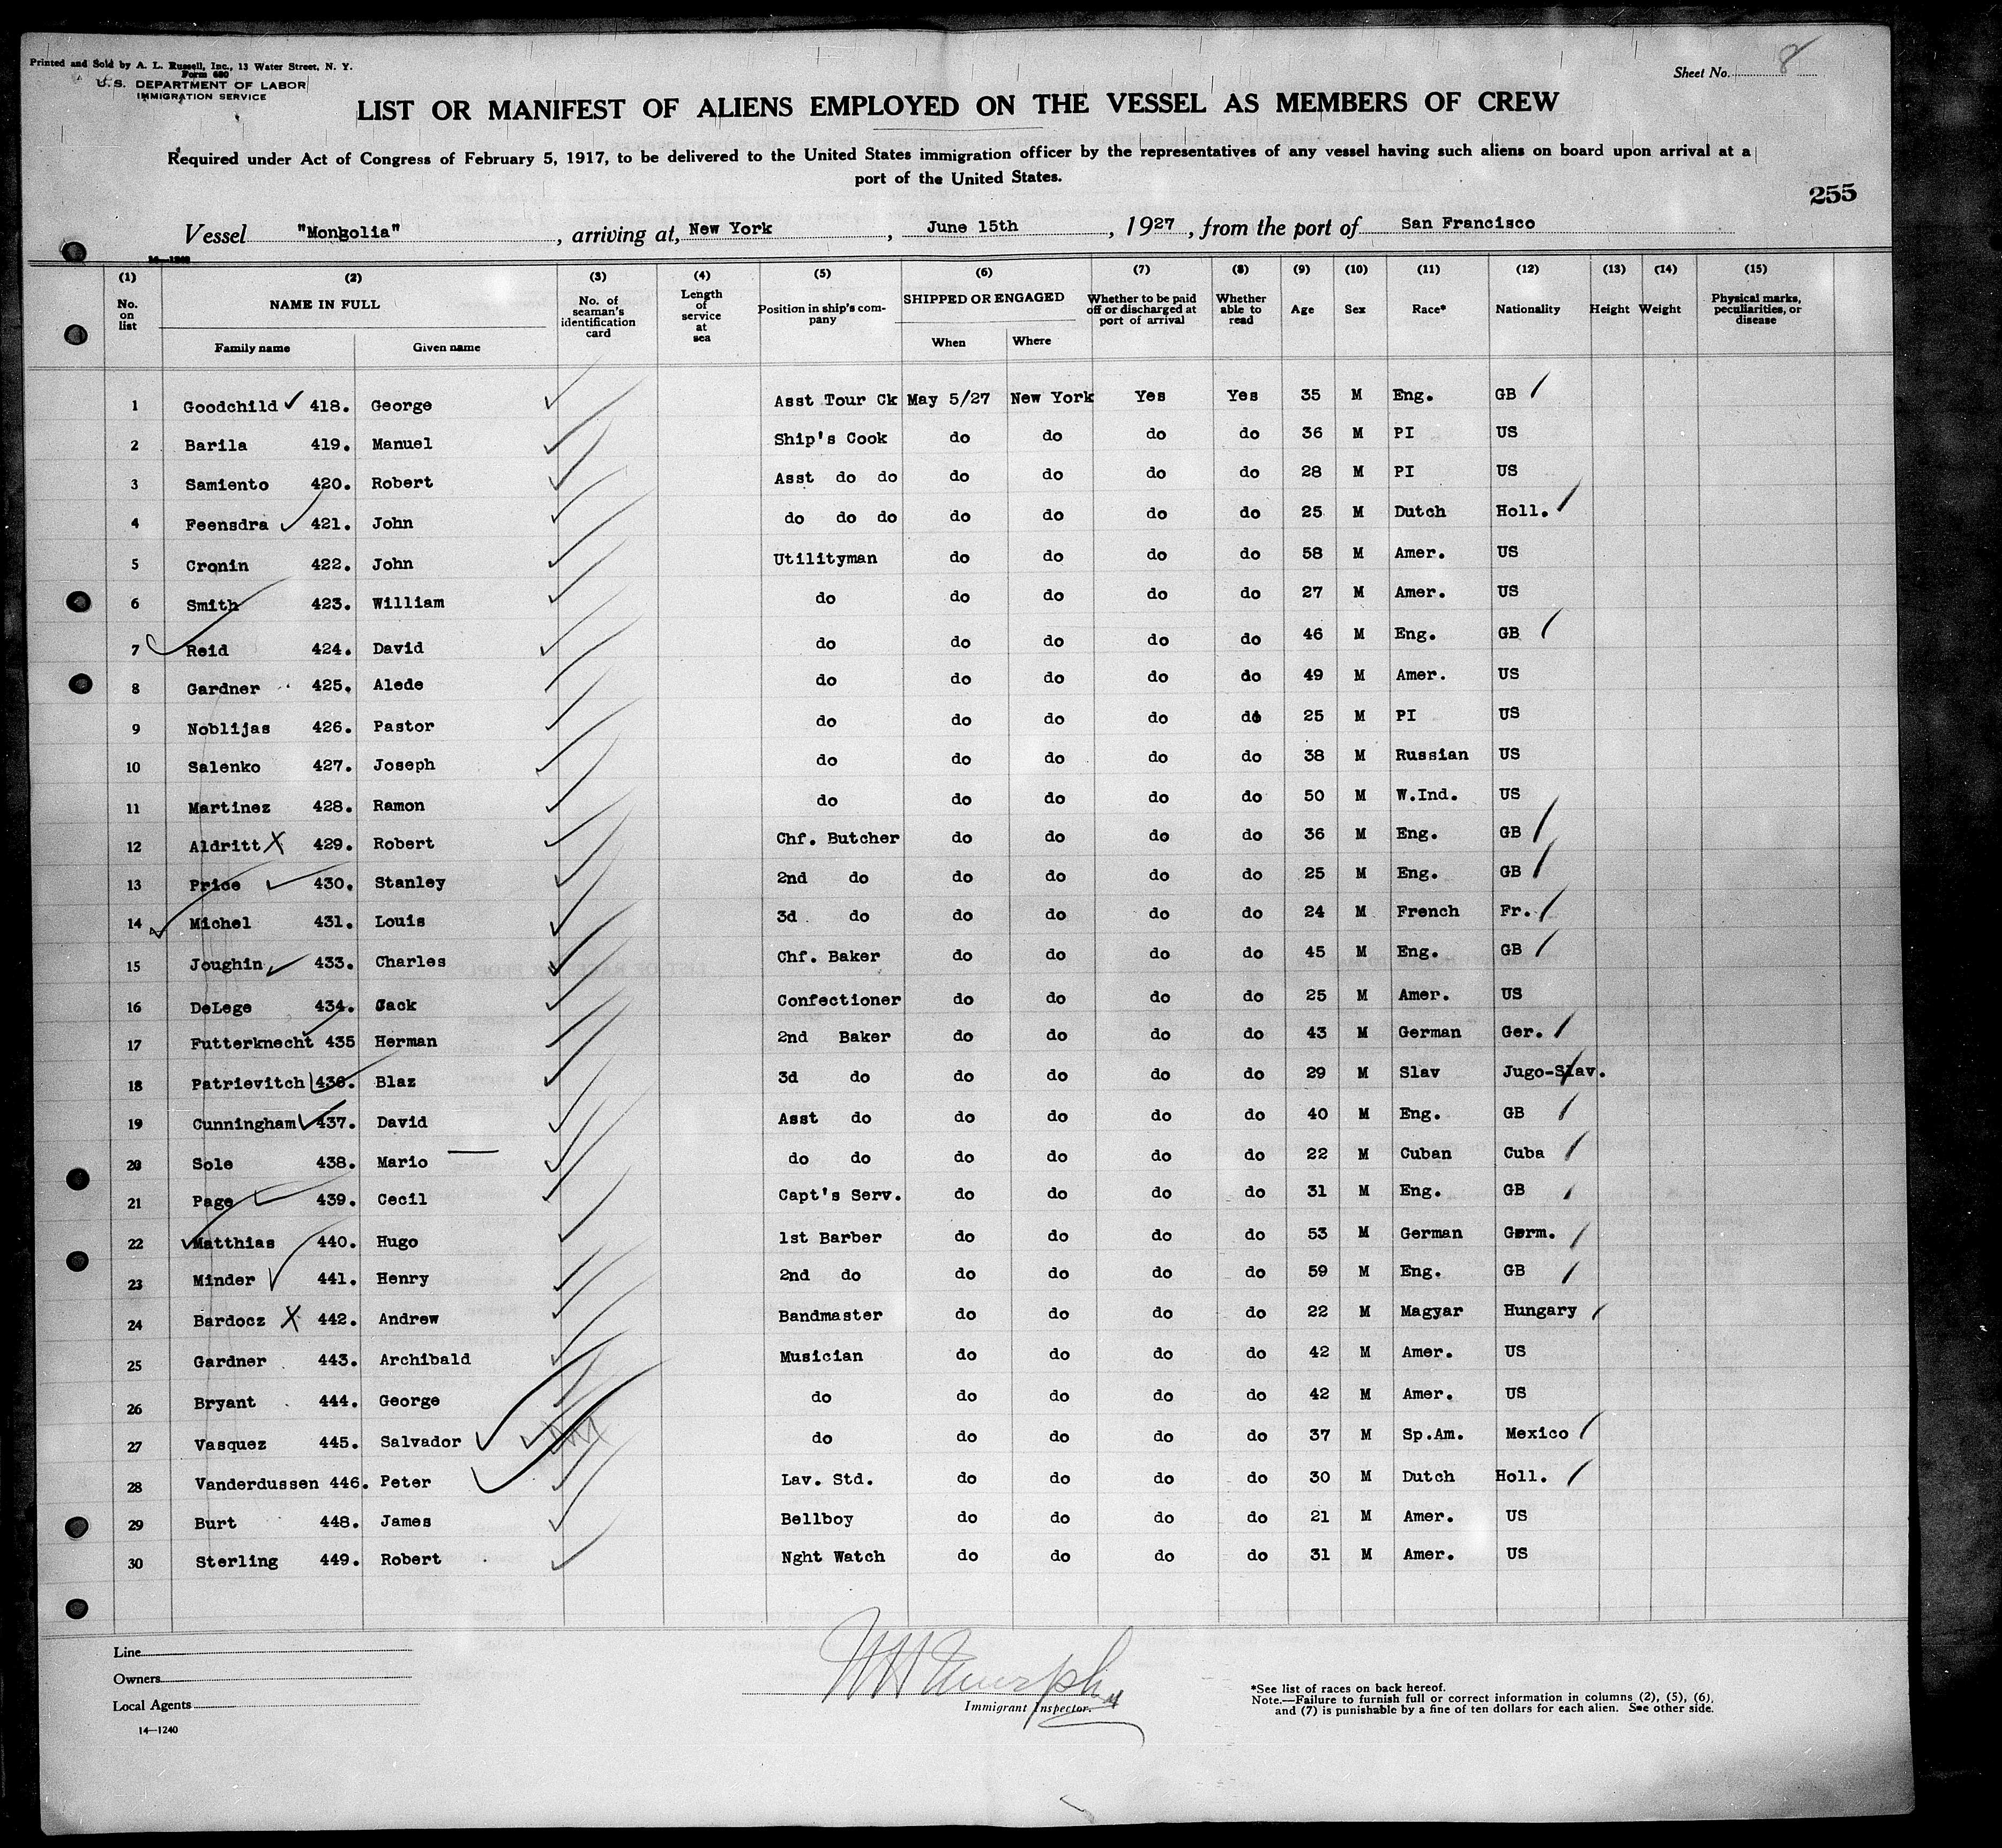 Printed and Sold by A. L. Russell, Inc., 13 Water Street, N. Y.
Form 680
U. S. DEPARTMENT OF LABOR
IMMIGRATION SERVICE
Sheet No. 8
LIST OR MANIFEST OF ALIENS EMPLOYED ON THE VESSEL AS MEMBERS OF CREW
Required under Act of Congress of February 5, 1917, to be delivered to the United States immigration officer by the representatives of any vessel having such aliens on board upon arrival at a
port of the United States.
255
Vessel "Mongolia", arriving at, New York, June 15th, 1927, from the port of San Francisco
14—1240
(1) (2) (3) (4) (5) (6) (7) (8) (9) (10) (11) (12) (13) (14) (15)
No. on list NAME IN FULL No. of seaman's identification card Length of service at sea Position in ship's company SHIPPED OR ENGAGED Whether to be paid off or discharged at port of arrival Whether able to read Age Sex Race* Nationality Height Weight Physical marks, peculiarities, or disease
Family name Given name When Where
1 Goodchild 418. George Asst Tour Ck May 5/27 New York Yes Yes 35 M Eng. GB
2 Barila 419. Manuel Ship's Cook do do do do 36 M PI US
3 Samiento 420. Robert Asst do do do do do do 28 M PI US
4 Feensdra 421. John do do do do do do do 25 M Dutch Holl.
5 Cronin 422. John Utilityman do do do do 58 M Amer. US
6 Smith 423. William do do do do do 27 M Amer. US
7 Reid 424. David do do do do do 46 M Eng. GB
8 Gardner 425. Alede do do do do do 49 M Amer. US
9 Noblijas 426. Pastor do do do do do 25 M PI US
10 Salenko 427. Joseph do do do do do 38 M Russian US
11 Martinez 428. Ramon do do do do do 50 M W.Ind. US
12 Aldritt 429. Robert Chf. Butcher do do do do 36 M Eng. GB
13 Price 430. Stanley 2nd do do do do do 25 M Eng. GB
14 Michel 431. Louis 3d do do do do do 24 M French Fr.
15 Joughin 433. Charles Chf. Baker do do do do 45 M Eng. GB
16 DeLege 434. Jack Confectioner do do do do 25 M Amer. US
17 Futterknecht 435 Herman 2nd Baker do do do do 43 M German Ger.
18 Patrievitch 436. Blaz 3d do do do do do 29 M Slav Jugo-Slav.
19 Cunningham 437. David Asst do do do do do 40 M Eng. GB
20 Sole 438. Mario do do do do do do 22 M Cuban Cuba
21 Page 439. Cecil Capt's Serv. do do do do 31 M Eng. GB
22 Matthias 440. Hugo 1st Barber do do do do 53 M German Germ.
23 Minder 441. Henry 2nd do do do do do 59 M Eng. GB
24 Bardocz 442. Andrew Bandmaster do do do do 22 M Magyar Hungary
25 Gardner 443. Archibald Musician do do do do 42 M Amer. US
26 Bryant 444. George do do do do do 42 M Amer. US
27 Vasquez 445. Salvador do do do do do 37 M Sp.Am. Mexico
28 Vanderdussen 446. Peter Lav. Std. do do do do 30 M Dutch Holl.
29 Burt 448. James Bellboy do do do do 21 M Amer. US
30 Sterling 449. Robert Nght Watch do do do do 31 M Amer. US
Line
Owners
Local Agents
14—1240
Immigrant Inspector.
*See list of races on back hereof.
Note.—Failure to furnish full or correct information in columns (2), (5), (6),
and (7) is punishable by a fine of ten dollars for each alien. See other side.